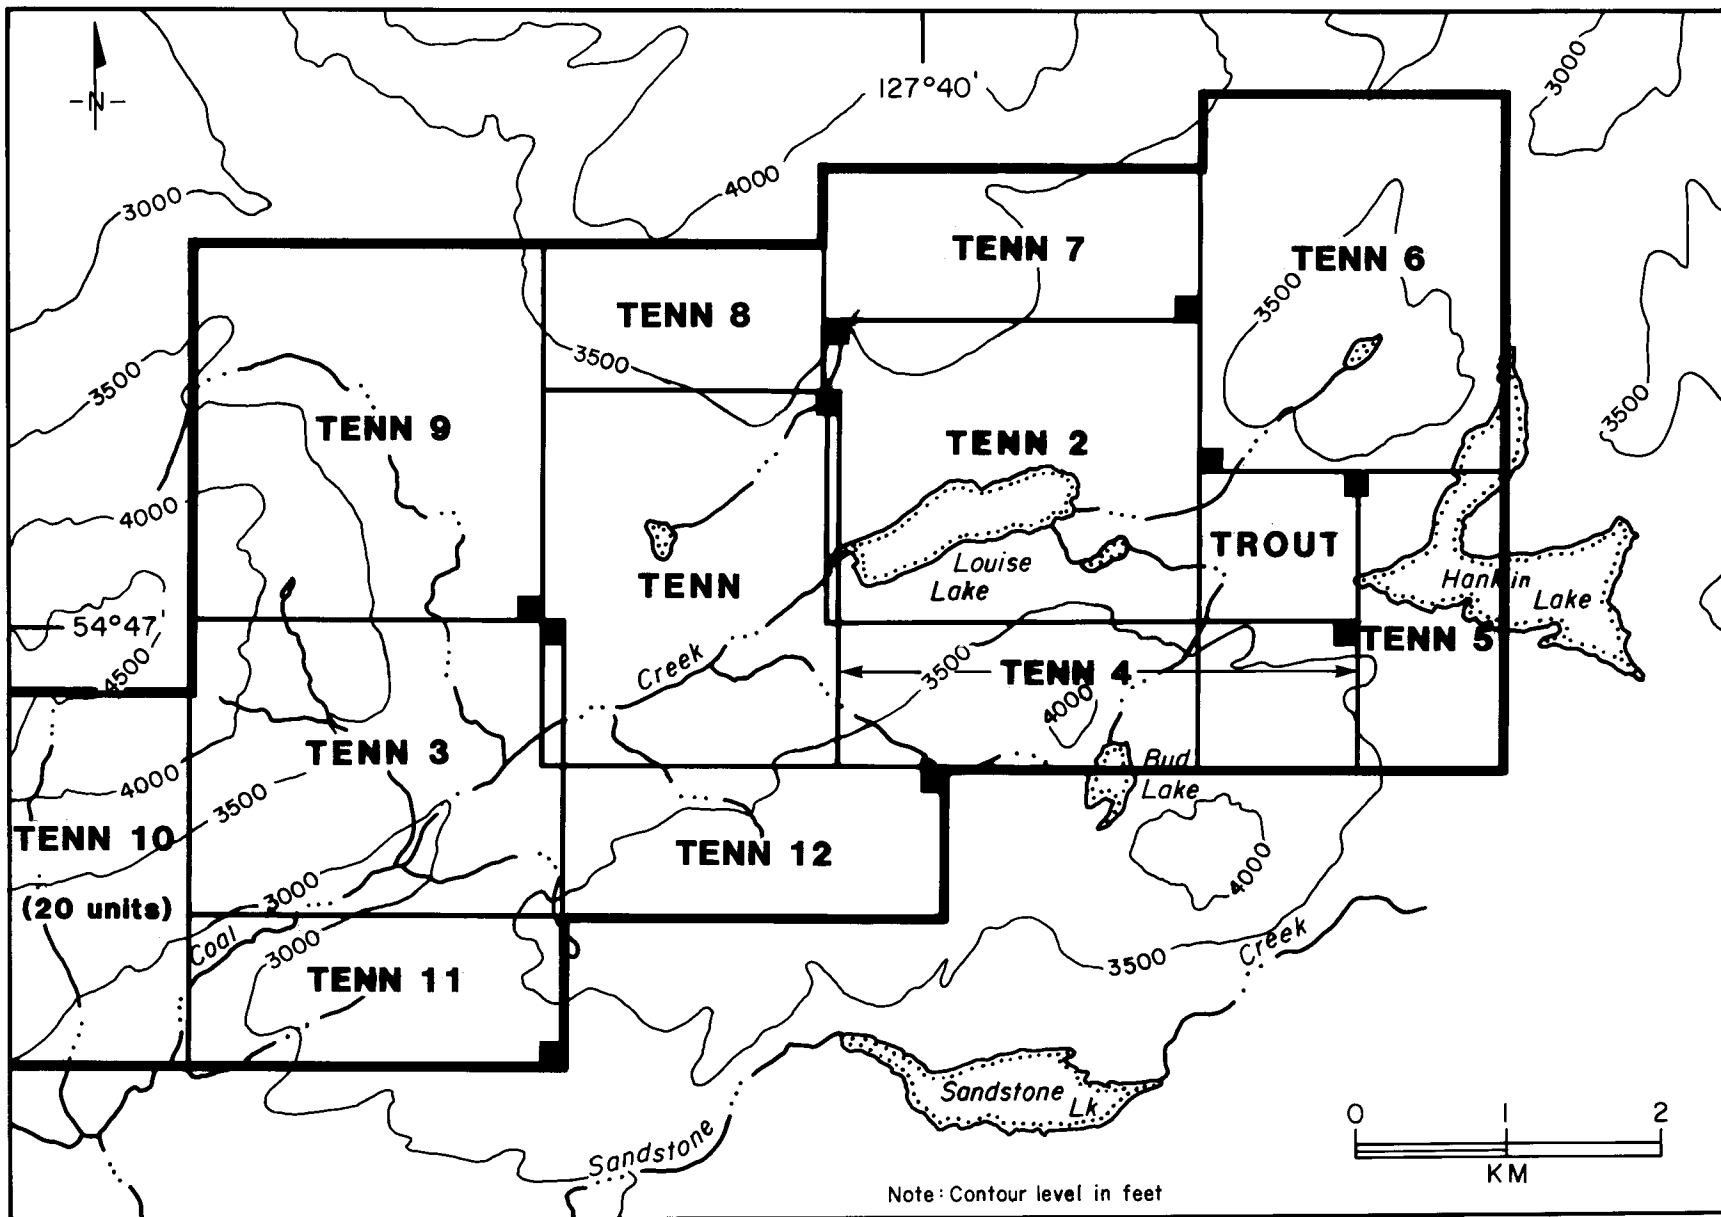 127°40'
3000
-N-
4000
3000
TENN 7
TENN 6
3500
TENN 8
3500
3500
3500
TENN 9
TENN 2
4000
TROUT
Louise
Lake
Hankin
Lake
TENN
54°47'
4500
Creek
3500
TENN 4
TENN 5
4000
TENN 3
4000
3500
Bud
Lake
TENN 10
(20 units)
TENN 12
4000
3000
Coal
3000
TENN 11
3500
Creek
Sandstone
Lk
Sandstone
0 1 2
KM
Note: Contour level in feet